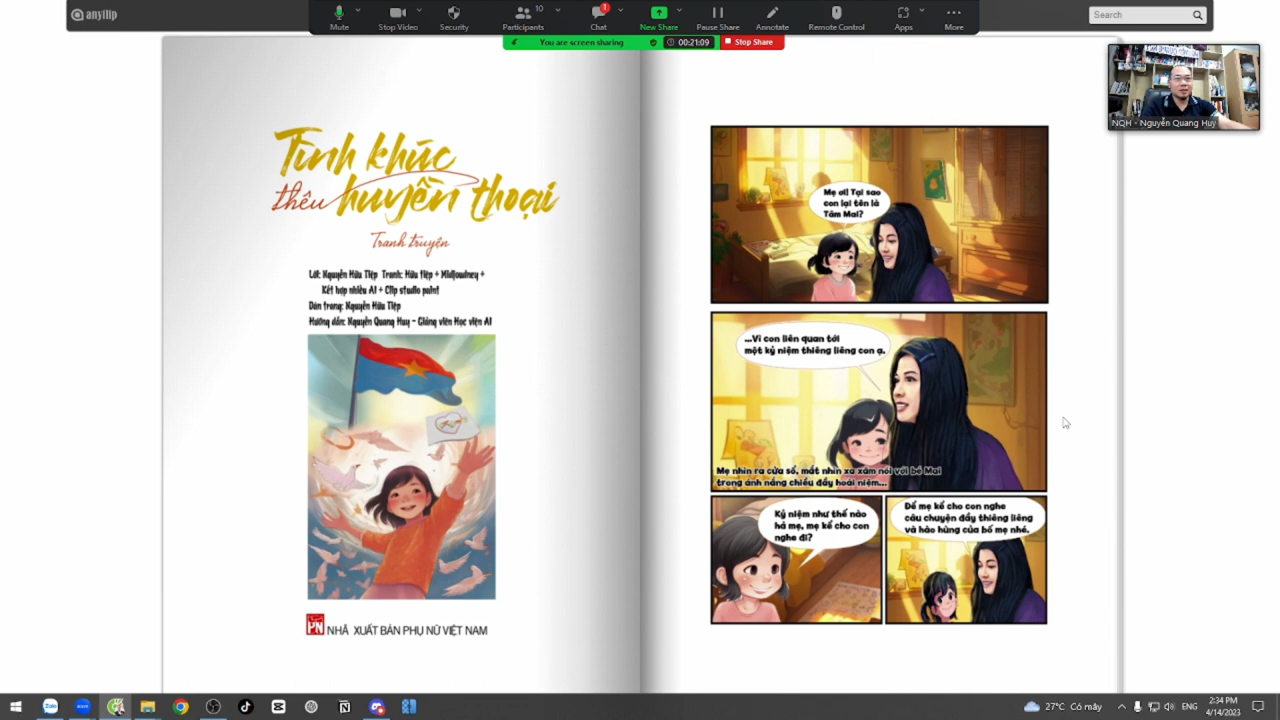 anyflip
Mute
Stop Video
Security
10
Participants
1
Chat
New Share
Pause Share
Annotate
Remote Control
Apps
More
Search
You are screen sharing
00:21:09
Stop Share
NQH - Nguyễn Quang Huy
Tình khúc
thêu huyền thoại
Tranh truyện
Lời: Nguyễn Hữu Tiệp Tranh: Hữu tiệp + Midjourney +
Kết hợp nhiều AI + Clip studio paint
Dàn trang: Nguyễn Hữu Tiệp
Hướng dẫn: Nguyễn Quang Huy - Giảng viên Học viện AI
PN NHÀ XUẤT BẢN PHỤ NỮ VIỆT NAM
Mẹ ơi! Tại sao
con lại tên là
Tâm Mai?
...Vì con liên quan tới
một kỷ niệm thiêng liêng con ạ.
Mẹ nhìn ra cửa sổ, mắt nhìn xa xăm nói với bé Mai
trong ánh nắng chiều đầy hoài niệm...
Kỷ niệm như thế nào
hả mẹ, mẹ kể cho con
nghe đi?
Để mẹ kể cho con nghe
câu chuyện đầy thiêng liêng
và hào hùng của bố mẹ nhé.
Zalo
zoom
27°C Có mây
2:34 PM
4/14/2023